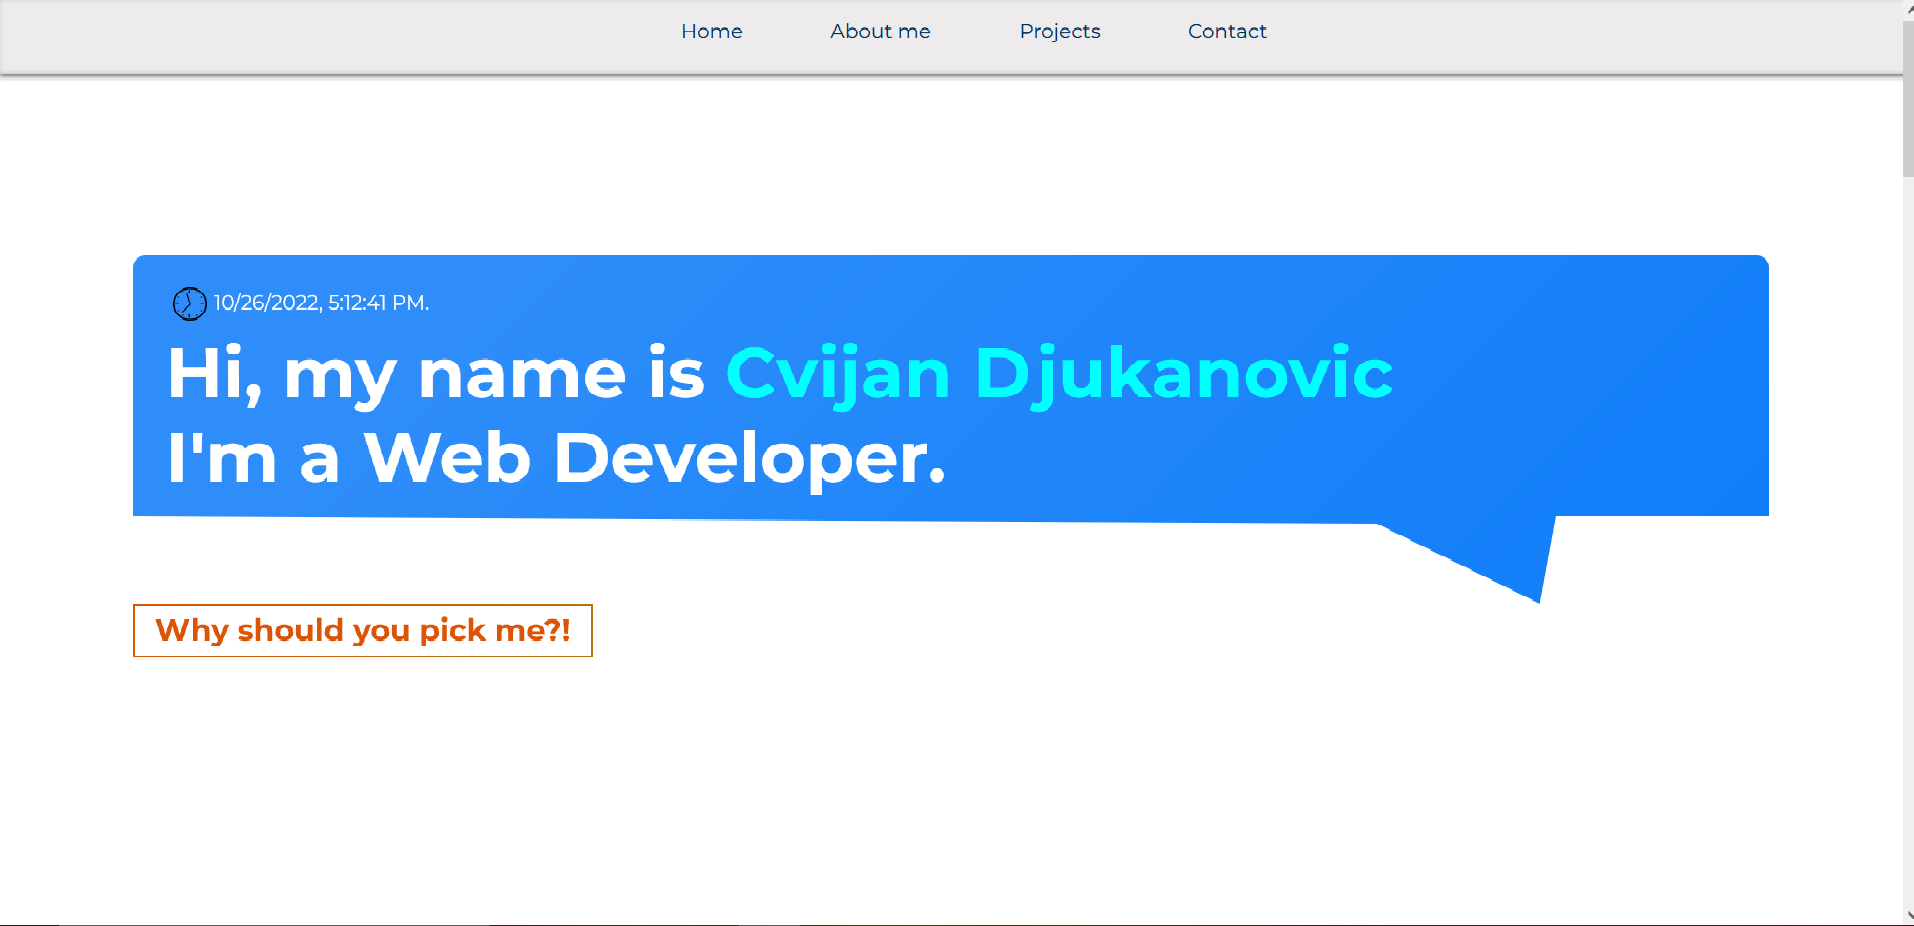 Home About me Projects Contact
10/26/2022, 5:12:41 PM.
Hi, my name is Cvijan Djukanovic
I'm a Web Developer.
Why should you pick me?!